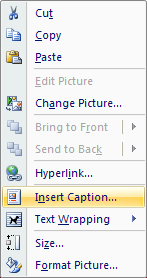 Cut
Copy
Paste
Edit Picture
Change Picture...
Bring to Front
Send to Back
Hyperlink...
Insert Caption...
Text Wrapping
Size...
Format Picture...